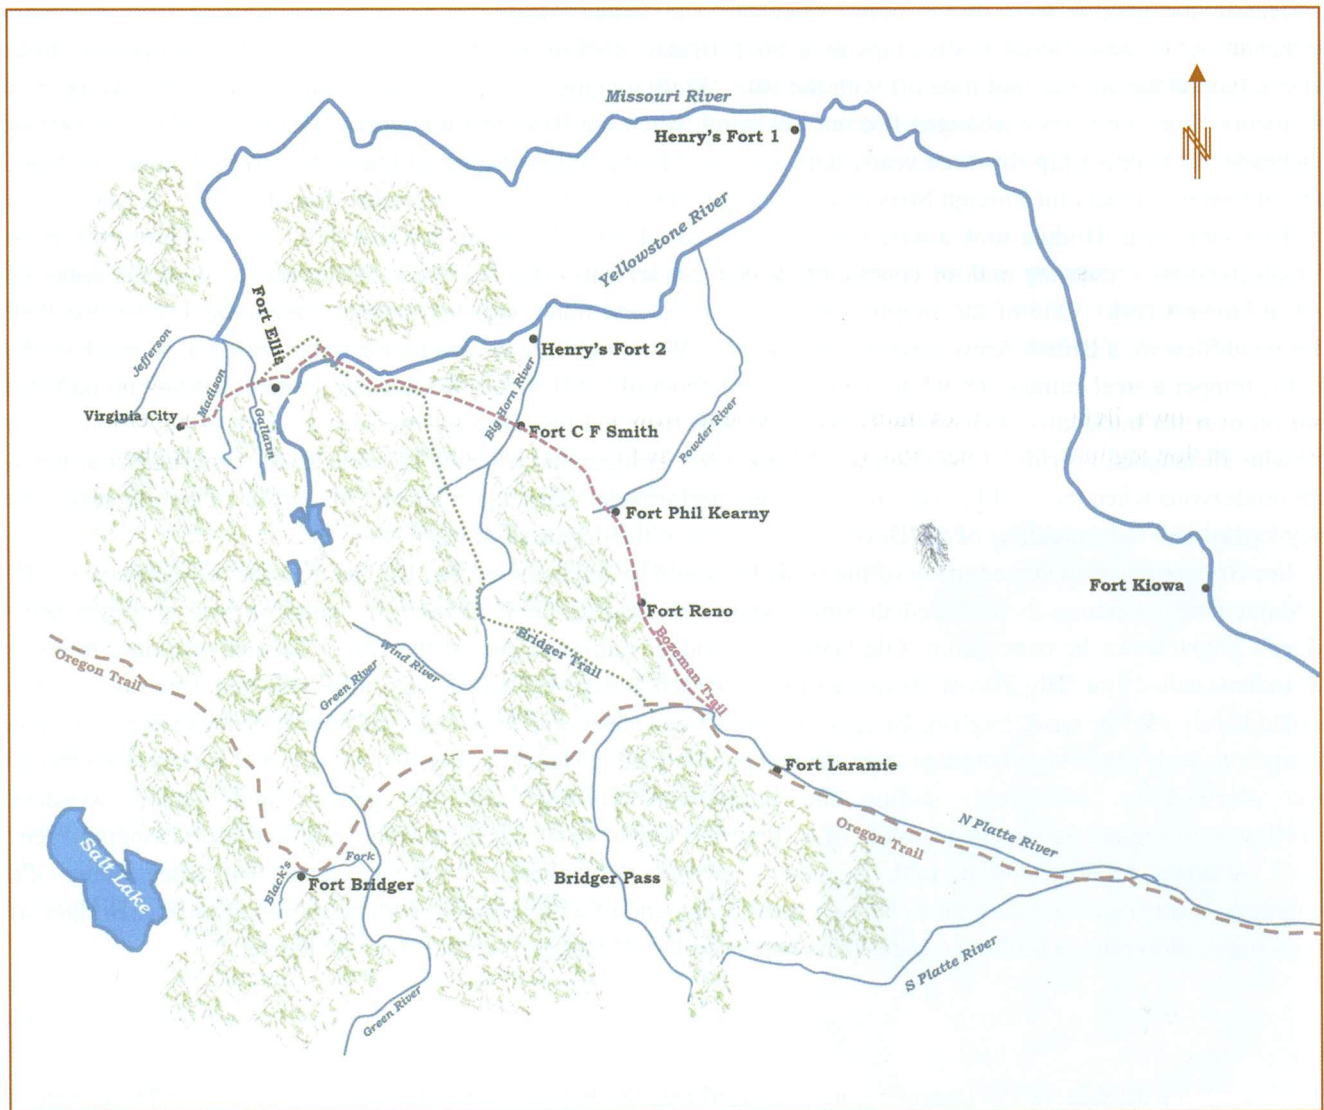 Missouri River
Henry's Fort 1
N
Yellowstone River
Fort Ellis
Jefferson
Madison
Gallatin
Virginia City
Henry's Fort 2
Big Horn River
Fort C F Smith
Powder River
Fort Phil Kearny
Fort Kiowa
Fort Reno
Bridger Trail
Bozeman Trail
Oregon Trail
Wind River
Green River
Fort Laramie
N Platte River
Oregon Trail
Salt Lake
Black's
Fork
Fort Bridger
Bridger Pass
S Platte River
Green River